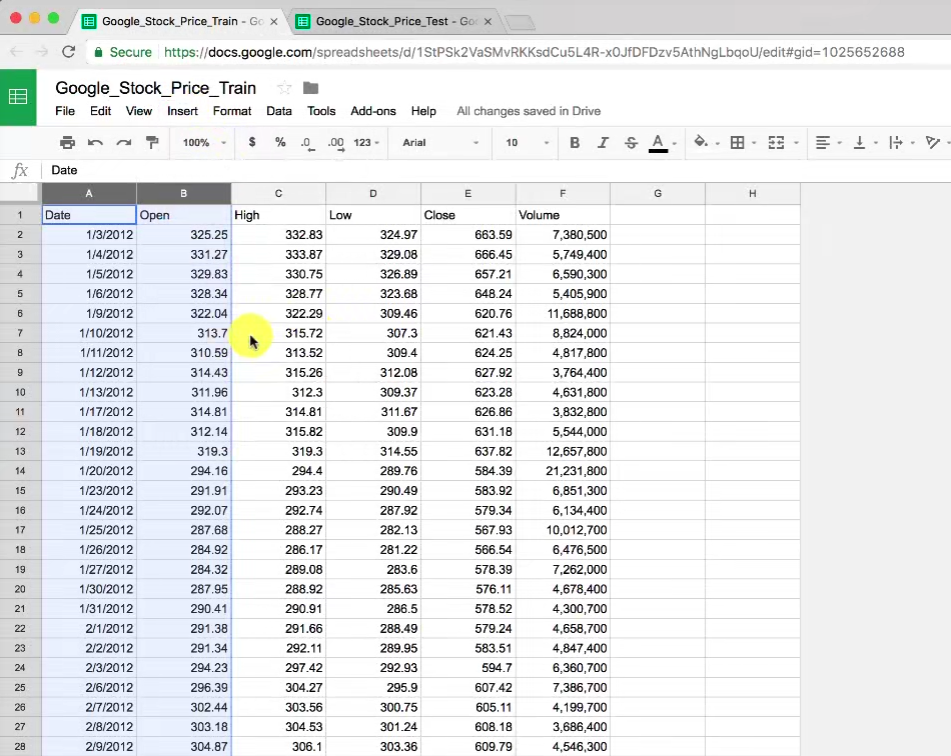 Google_Stock_Price_Train - Go × Google_Stock_Price_Test - Goo ×
Secure https://docs.google.com/spreadsheets/d/1StPSk2VaSMvRKKsdCu5L4R-x0JfDFDzv5AthNgLbqoU/edit#gid=1025652688
Google_Stock_Price_Train
File Edit View Insert Format Data Tools Add-ons Help All changes saved in Drive
100% $ % .0 .00 123 Arial 10 B I S A
fx Date
A B C D E F G H
1 Date Open High Low Close Volume
2 1/3/2012 325.25 332.83 324.97 663.59 7,380,500
3 1/4/2012 331.27 333.87 329.08 666.45 5,749,400
4 1/5/2012 329.83 330.75 326.89 657.21 6,590,300
5 1/6/2012 328.34 328.77 323.68 648.24 5,405,900
6 1/9/2012 322.04 322.29 309.46 620.76 11,688,800
7 1/10/2012 313.7 315.72 307.3 621.43 8,824,000
8 1/11/2012 310.59 313.52 309.4 624.25 4,817,800
9 1/12/2012 314.43 315.26 312.08 627.92 3,764,400
10 1/13/2012 311.96 312.3 309.37 623.28 4,631,800
11 1/17/2012 314.81 314.81 311.67 626.86 3,832,800
12 1/18/2012 312.14 315.82 309.9 631.18 5,544,000
13 1/19/2012 319.3 319.3 314.55 637.82 12,657,800
14 1/20/2012 294.16 294.4 289.76 584.39 21,231,800
15 1/23/2012 291.91 293.23 290.49 583.92 6,851,300
16 1/24/2012 292.07 292.74 287.92 579.34 6,134,400
17 1/25/2012 287.68 288.27 282.13 567.93 10,012,700
18 1/26/2012 284.92 286.17 281.22 566.54 6,476,500
19 1/27/2012 284.32 289.08 283.6 578.39 7,262,000
20 1/30/2012 287.95 288.92 285.63 576.11 4,678,400
21 1/31/2012 290.41 290.91 286.5 578.52 4,300,700
22 2/1/2012 291.38 291.66 288.49 579.24 4,658,700
23 2/2/2012 291.34 292.11 289.95 583.51 4,847,400
24 2/3/2012 294.23 297.42 292.93 594.7 6,360,700
25 2/6/2012 296.39 304.27 295.9 607.42 7,386,700
26 2/7/2012 302.44 303.56 300.75 605.11 4,199,700
27 2/8/2012 303.18 304.53 301.24 608.18 3,686,400
28 2/9/2012 304.87 306.1 303.36 609.79 4,546,300